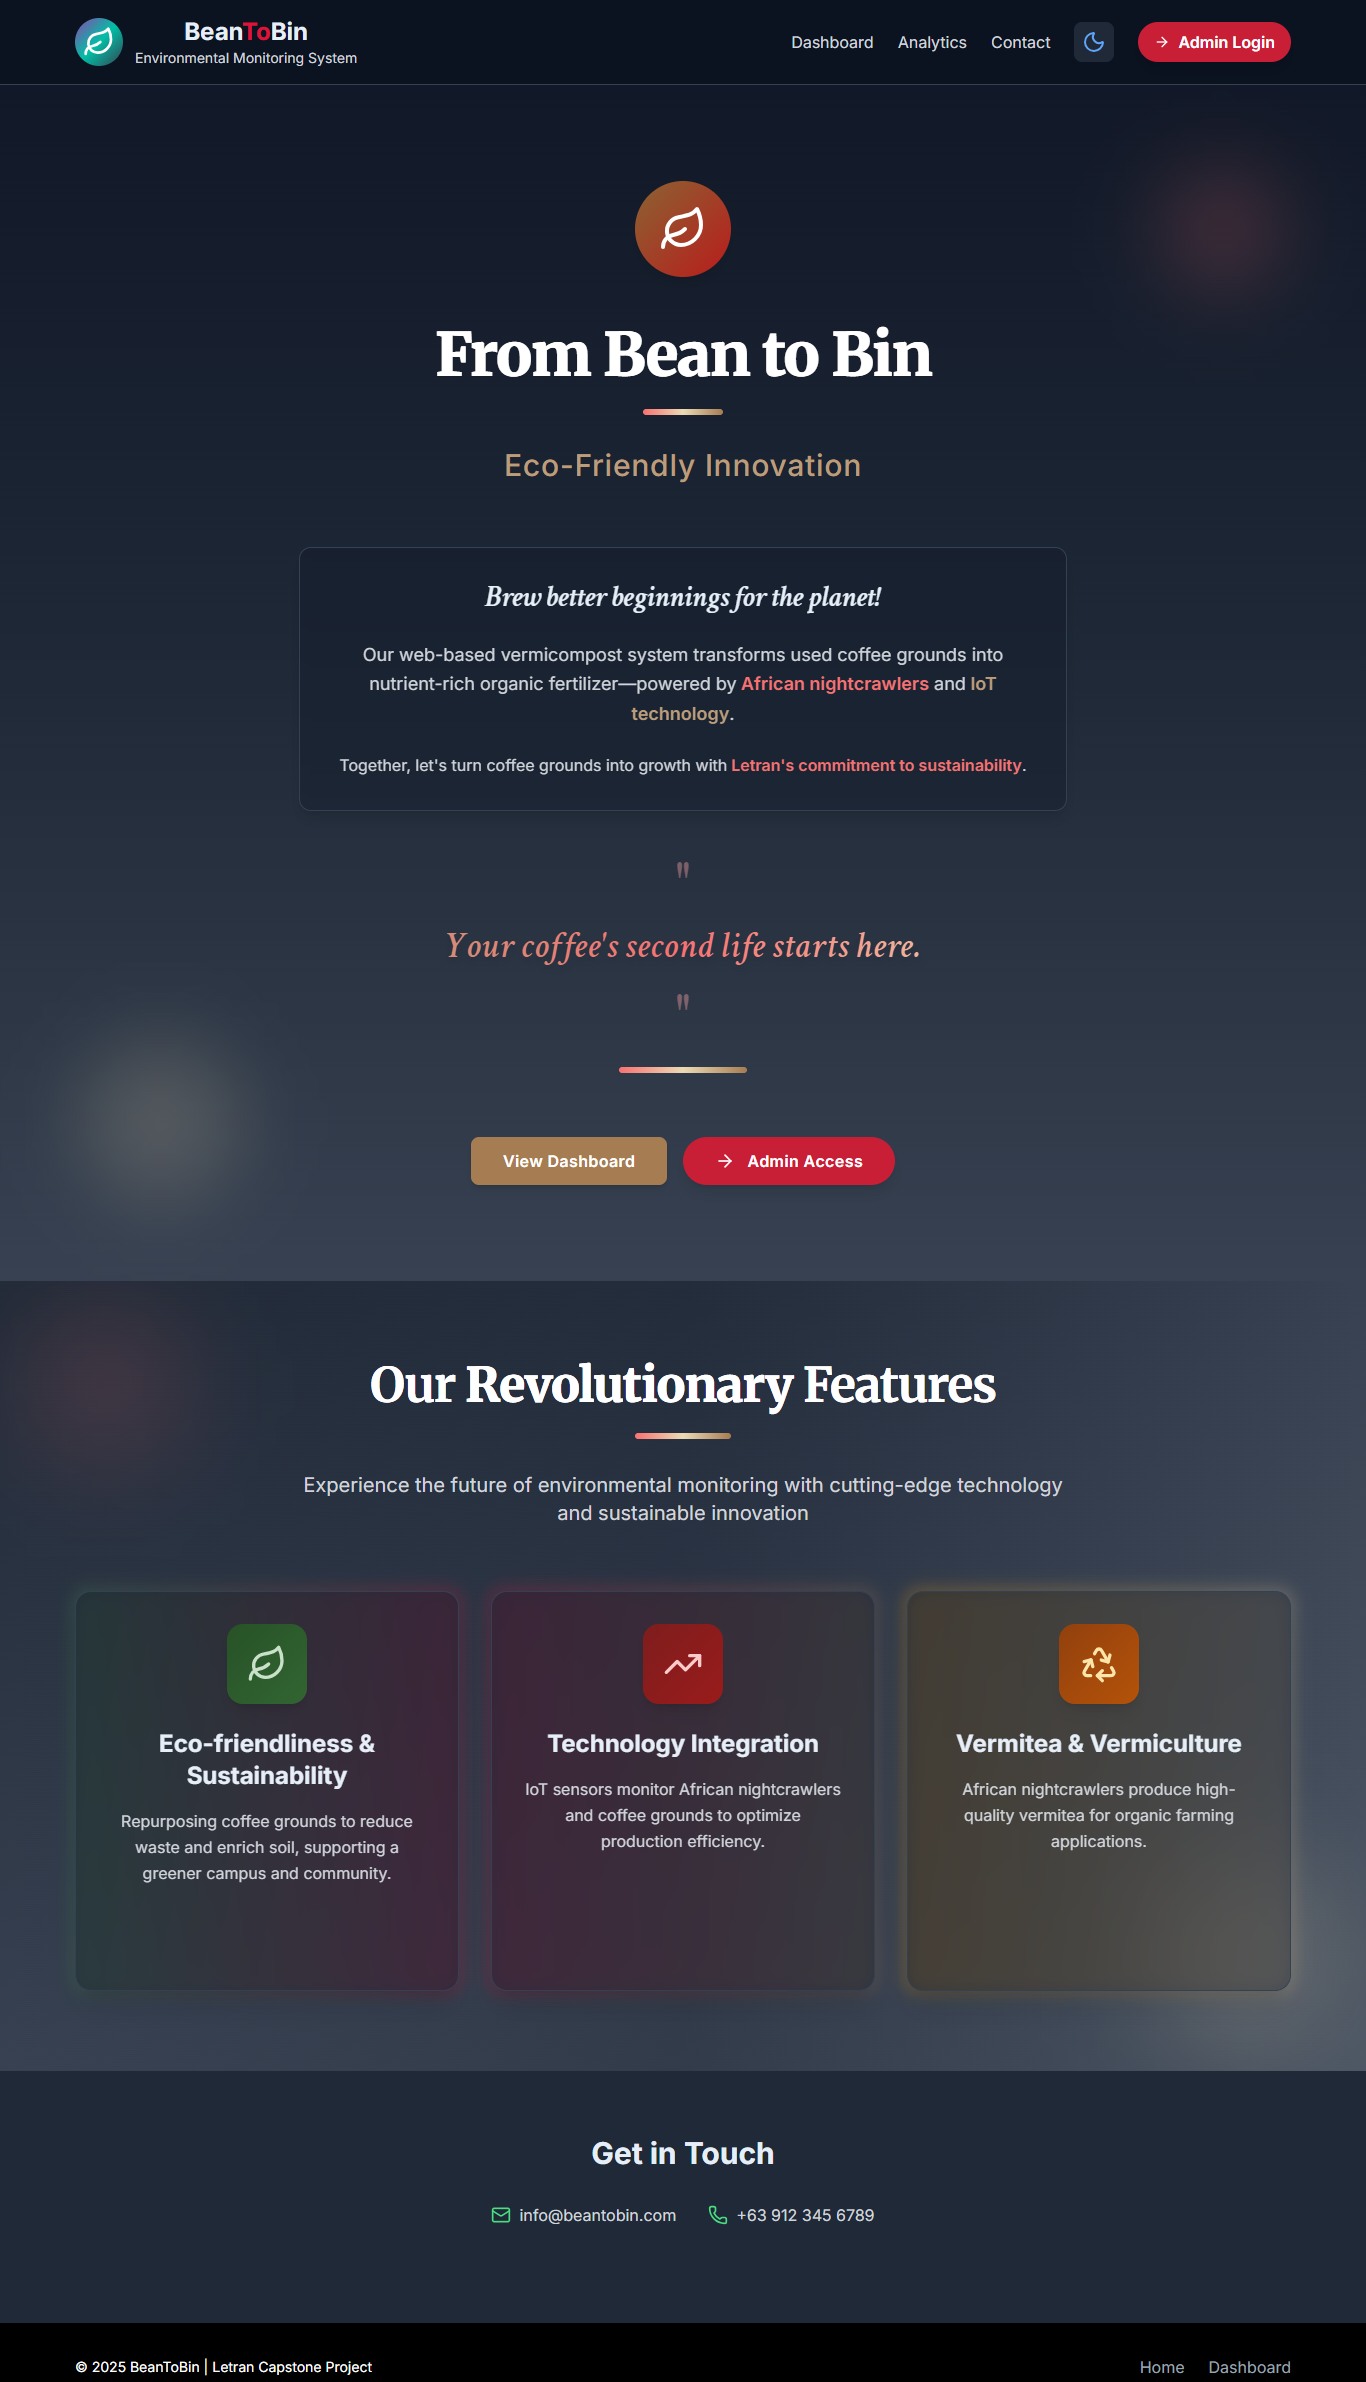 BeanToBin
Environmental Monitoring System
Dashboard
Analytics
Contact
Admin Login
From Bean to Bin
Eco-Friendly Innovation
Brew better beginnings for the planet!
Our web-based vermicompost system transforms used coffee grounds into
nutrient-rich organic fertilizer—powered by African nightcrawlers and IoT
technology.
Together, let's turn coffee grounds into growth with Letran's commitment to sustainability.
"
Your coffee's second life starts here.
"
View Dashboard
Admin Access
Our Revolutionary Features
Experience the future of environmental monitoring with cutting-edge technology
and sustainable innovation
Eco-friendliness &
Sustainability
Repurposing coffee grounds to reduce
waste and enrich soil, supporting a
greener campus and community.
Technology Integration
IoT sensors monitor African nightcrawlers
and coffee grounds to optimize
production efficiency.
Vermitea & Vermiculture
African nightcrawlers produce high-
quality vermitea for organic farming
applications.
Get in Touch
info@beantobin.com
+63 912 345 6789
© 2025 BeanToBin | Letran Capstone Project
Home
Dashboard